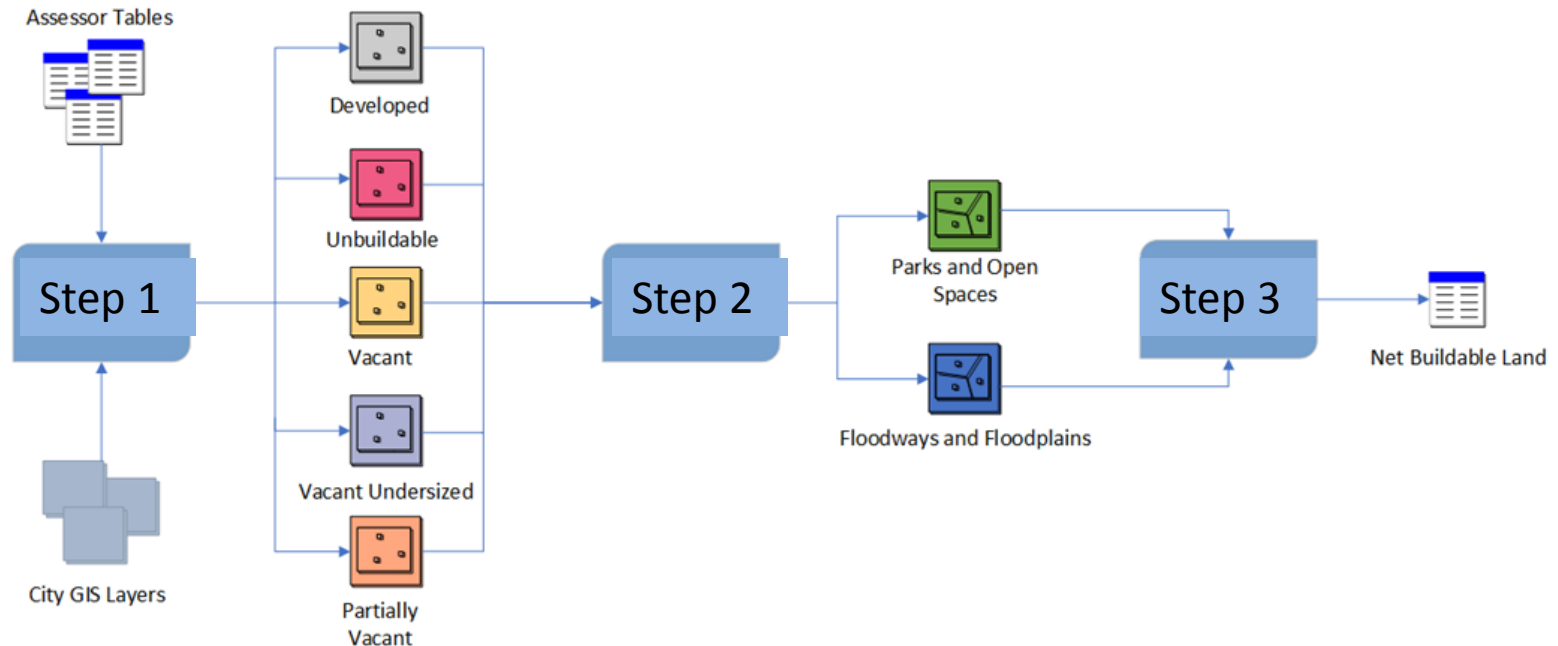 Assessor Tables
Developed
Unbuildable
Vacant
Vacant Undersized
Partially
Vacant
Step 1
City GIS Layers
Step 2
Parks and Open
Spaces
Floodways and Floodplains
Step 3
Net Buildable Land